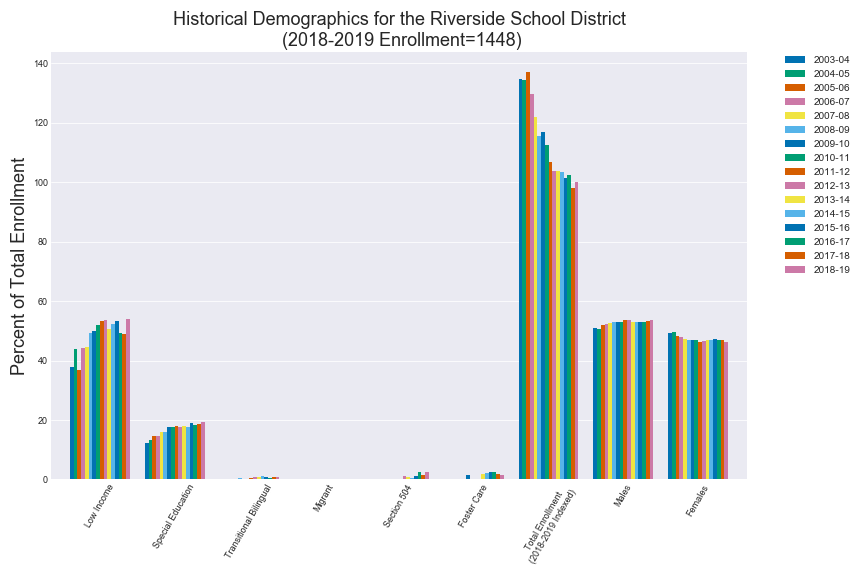 Historical Demographics for the Riverside School District
(2018-2019 Enrollment=1448)
Percent of Total Enrollment
140
120
100
80
60
40
20
0
Low Income
Special Education
Transitional Bilingual
Migrant
Section 504
Foster Care
Total Enrollment
(2018-2019 Indexed)
Males
Females
2003-04
2004-05
2005-06
2006-07
2007-08
2008-09
2009-10
2010-11
2011-12
2012-13
2013-14
2014-15
2015-16
2016-17
2017-18
2018-19